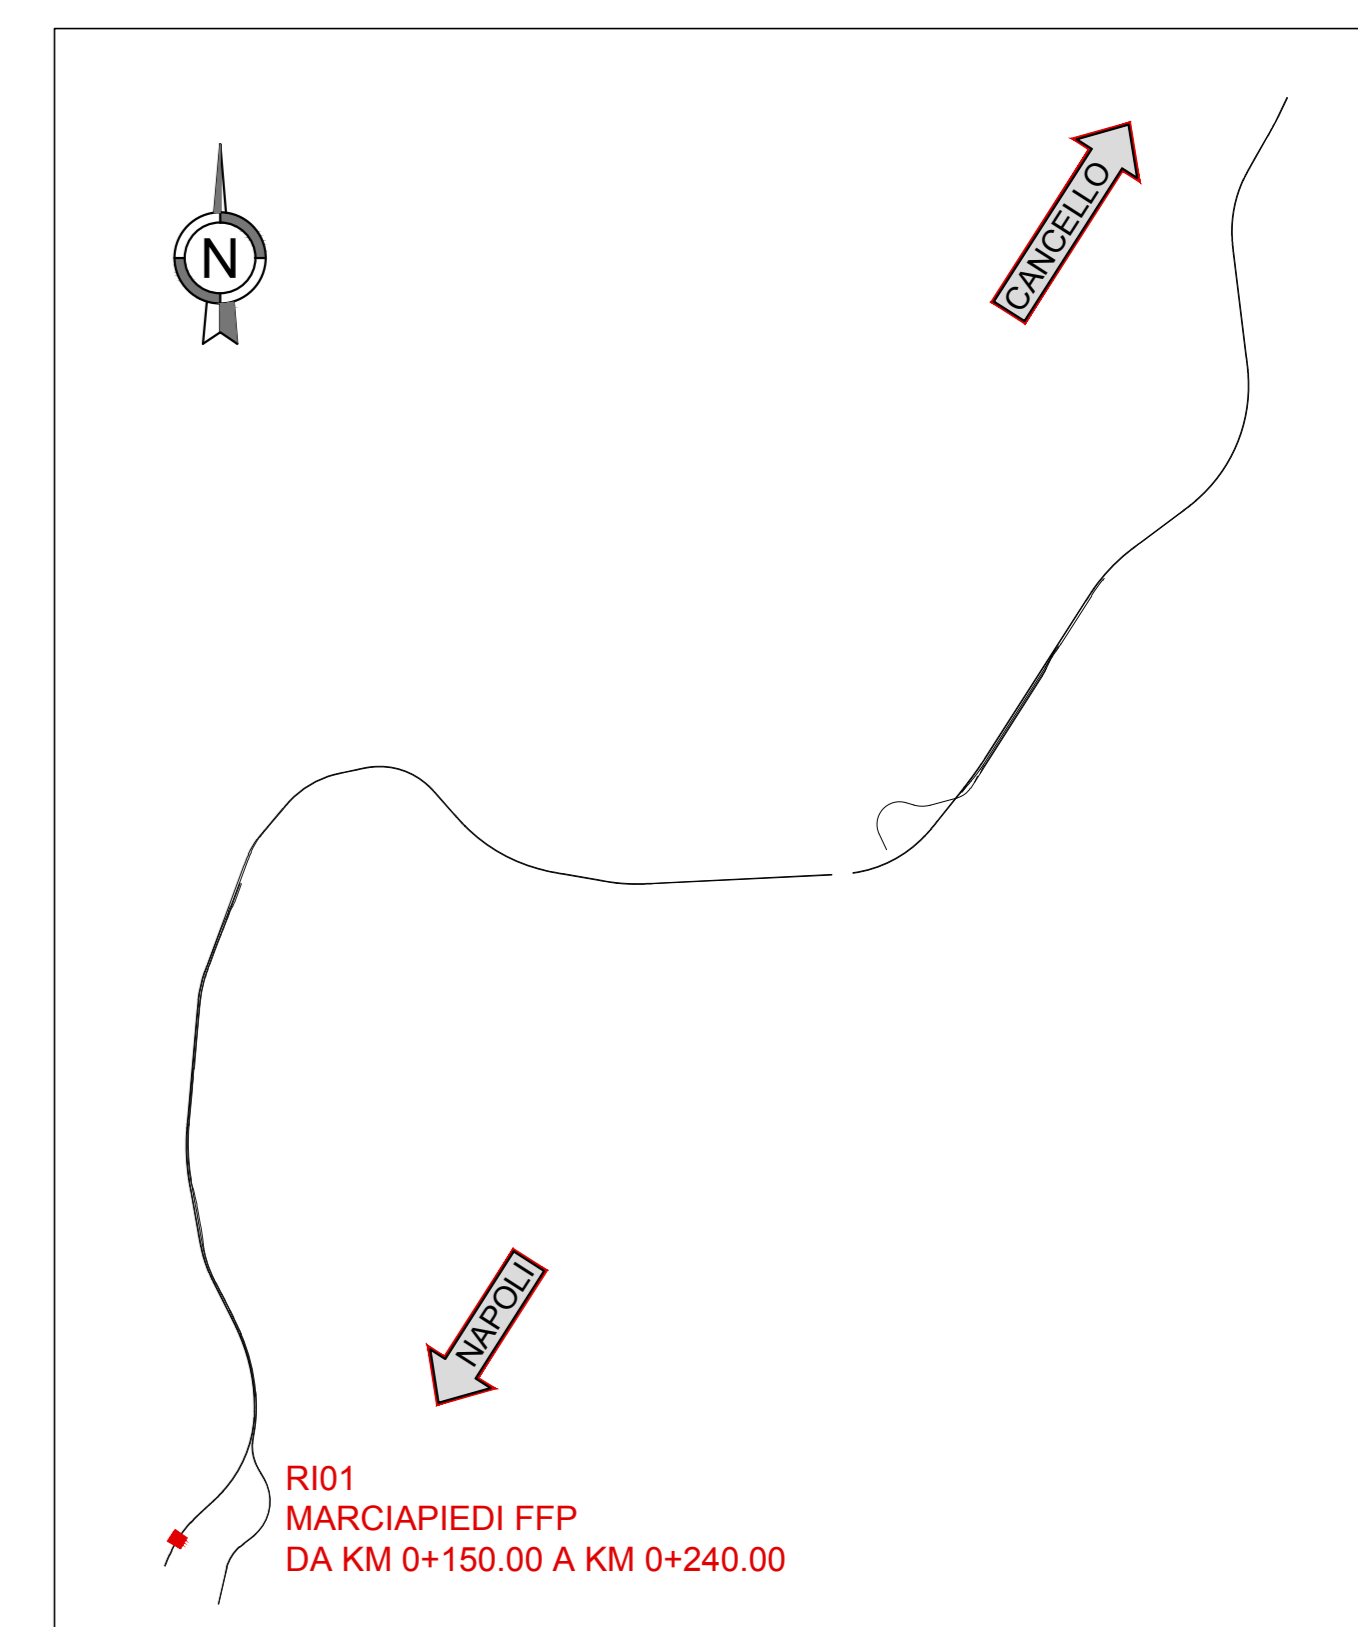 CANCELLO
N
NAPOLI
RI01
MARCIAPIEDI FFP
DA KM 0+150.00 A KM 0+240.00